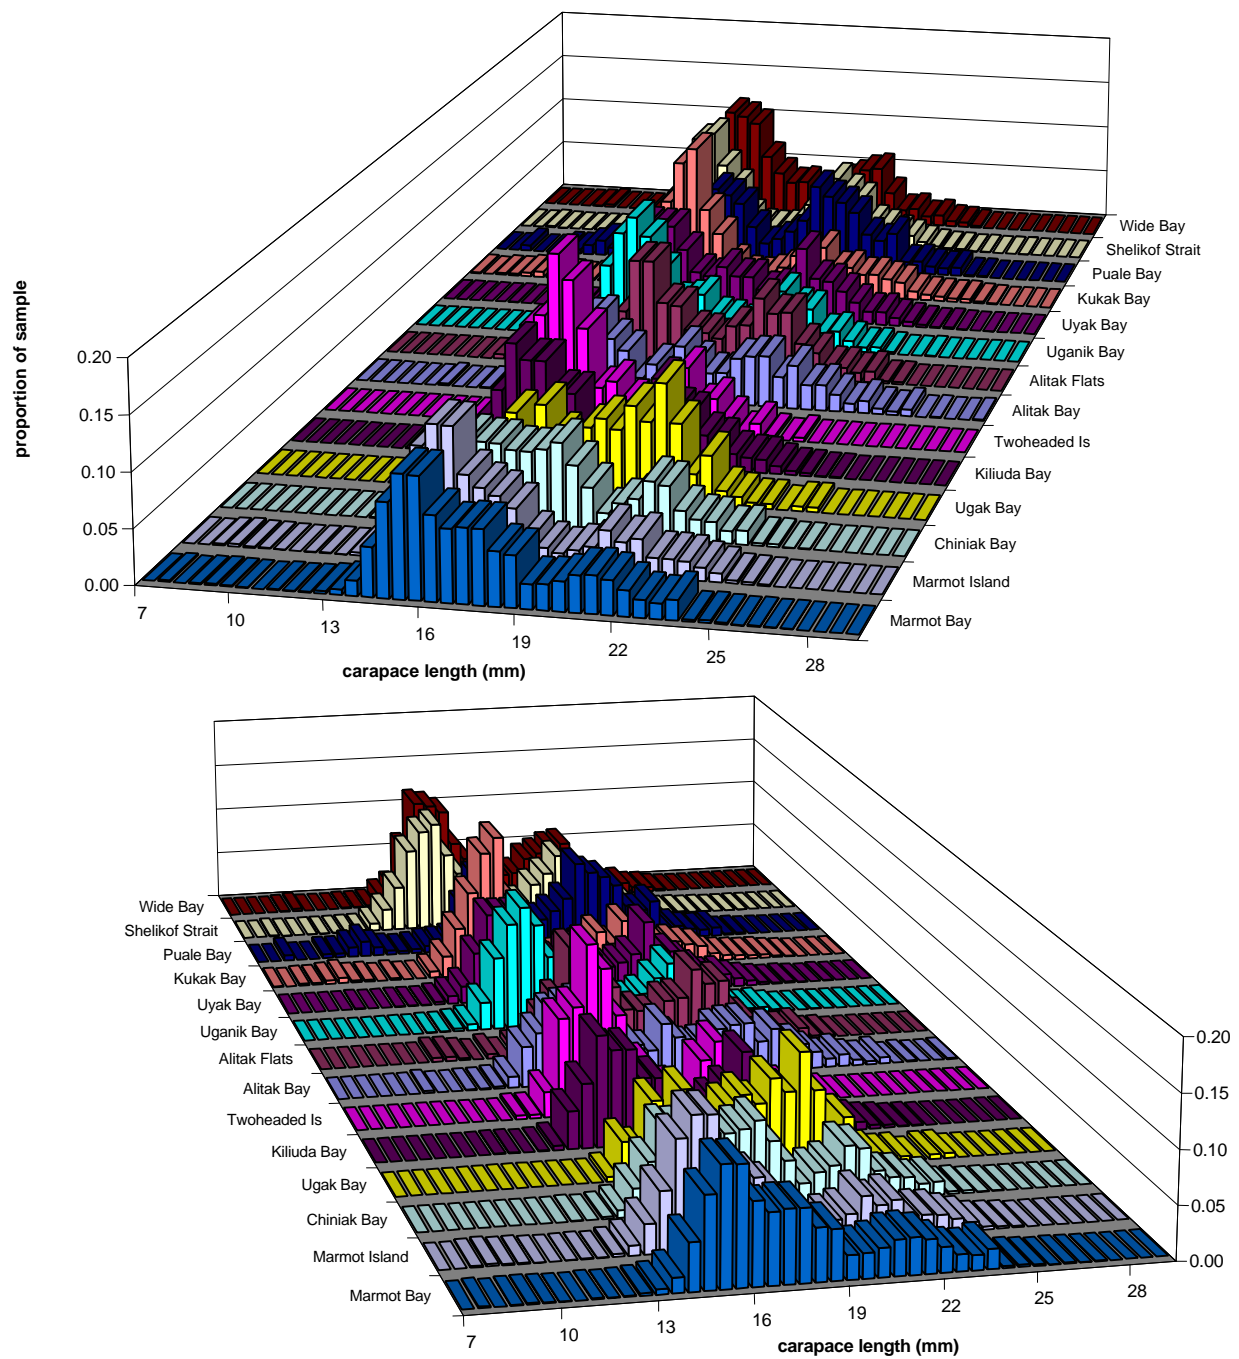 Wide Bay
Shelikof Strait
Puale Bay
Kukak Bay
Uyak Bay
Uganik Bay
Alitak Flats
Alitak Bay
Twoheaded Is
Kiliuda Bay
Ugak Bay
Chiniak Bay
Marmot Island
Marmot Bay
proportion of sample
0.20
0.15
0.10
0.05
0.00
7
10
13
16
19
22
25
28
carapace length (mm)
Wide Bay
Shelikof Strait
Puale Bay
Kukak Bay
Uyak Bay
Uganik Bay
Alitak Flats
Alitak Bay
Twoheaded Is
Kiliuda Bay
Ugak Bay
Chiniak Bay
Marmot Island
Marmot Bay
0.20
0.15
0.10
0.05
0.00
7
10
13
16
19
22
25
28
carapace length (mm)